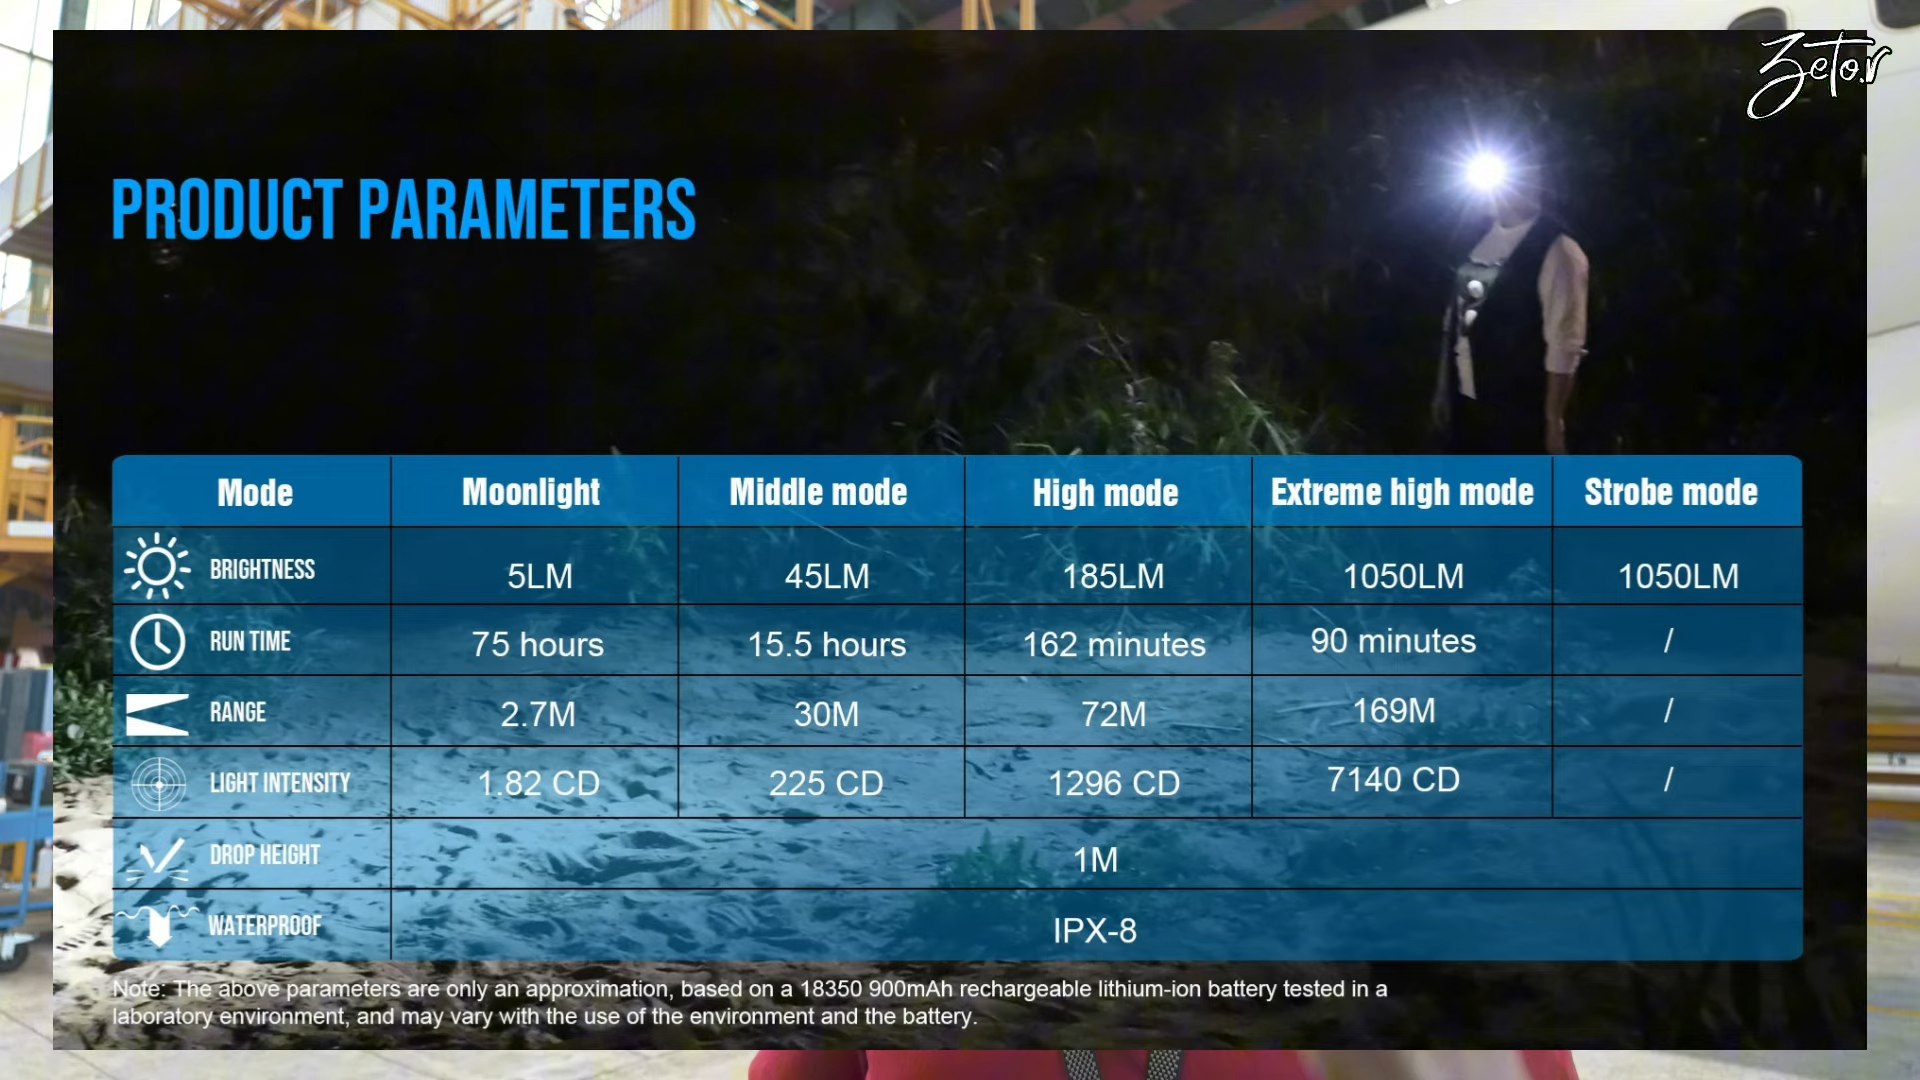 Zeto.r
PRODUCT PARAMETERS
Mode Moonlight Middle mode High mode Extreme high mode Strobe mode
BRIGHTNESS 5LM 45LM 185LM 1050LM 1050LM
RUN TIME 75 hours 15.5 hours 162 minutes 90 minutes /
RANGE 2.7M 30M 72M 169M /
LIGHT INTENSITY 1.82 CD 225 CD 1296 CD 7140 CD /
DROP HEIGHT 1M
WATERPROOF IPX-8
Note: The above parameters are only an approximation, based on a 18350 900mAh rechargeable lithium-ion battery tested in a
laboratory environment, and may vary with the use of the environment and the battery.